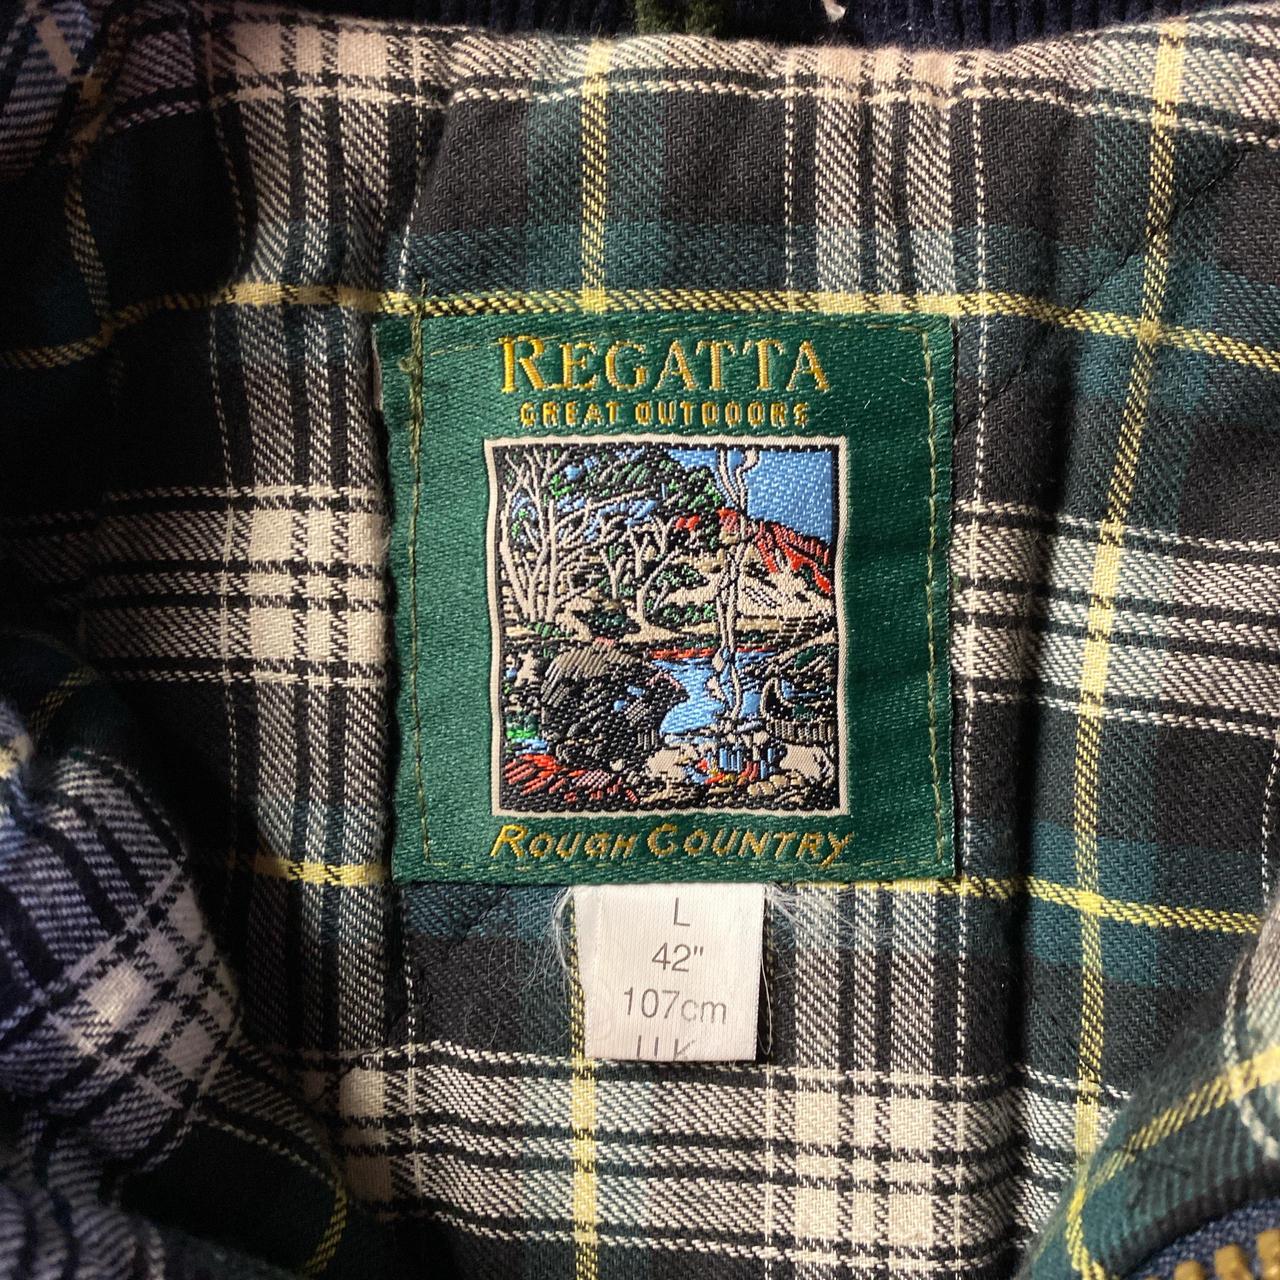 REGATTA
GREAT OUTDOORS
ROUGH COUNTRY
L
42"
107cm
UK